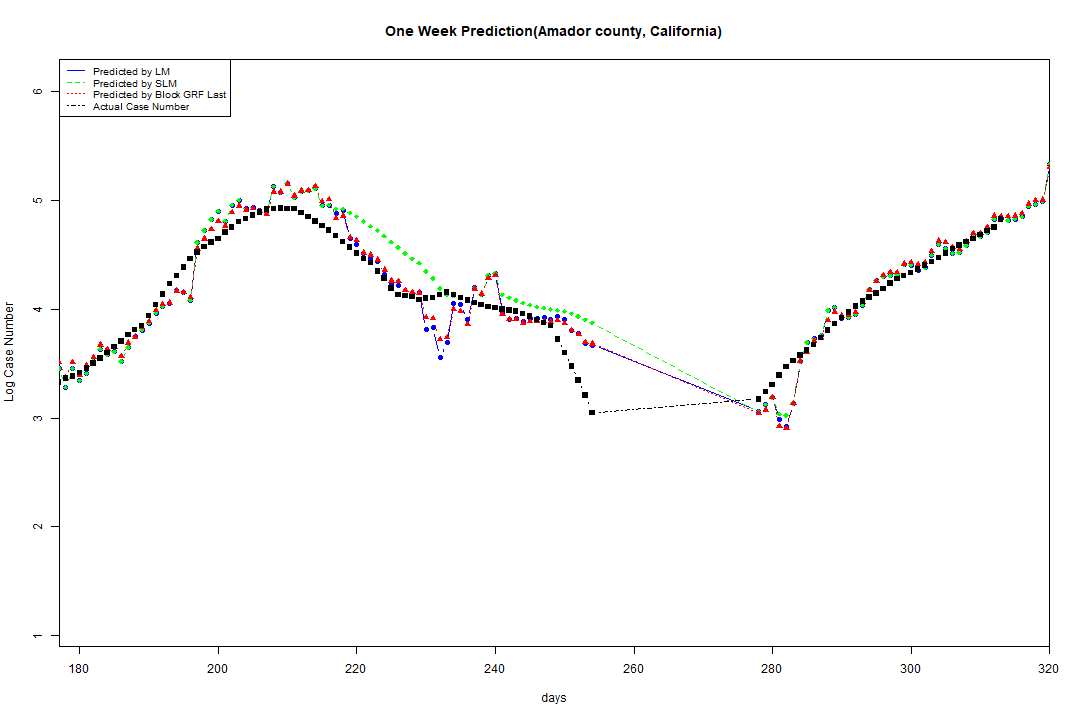 One Week Prediction(Amador county, California)
Predicted by LM
Predicted by SLM
Predicted by Block GRF Last
Actual Case Number
Log Case Number
6
5
4
3
2
1
180 200 220 240 260 280 300 320
days